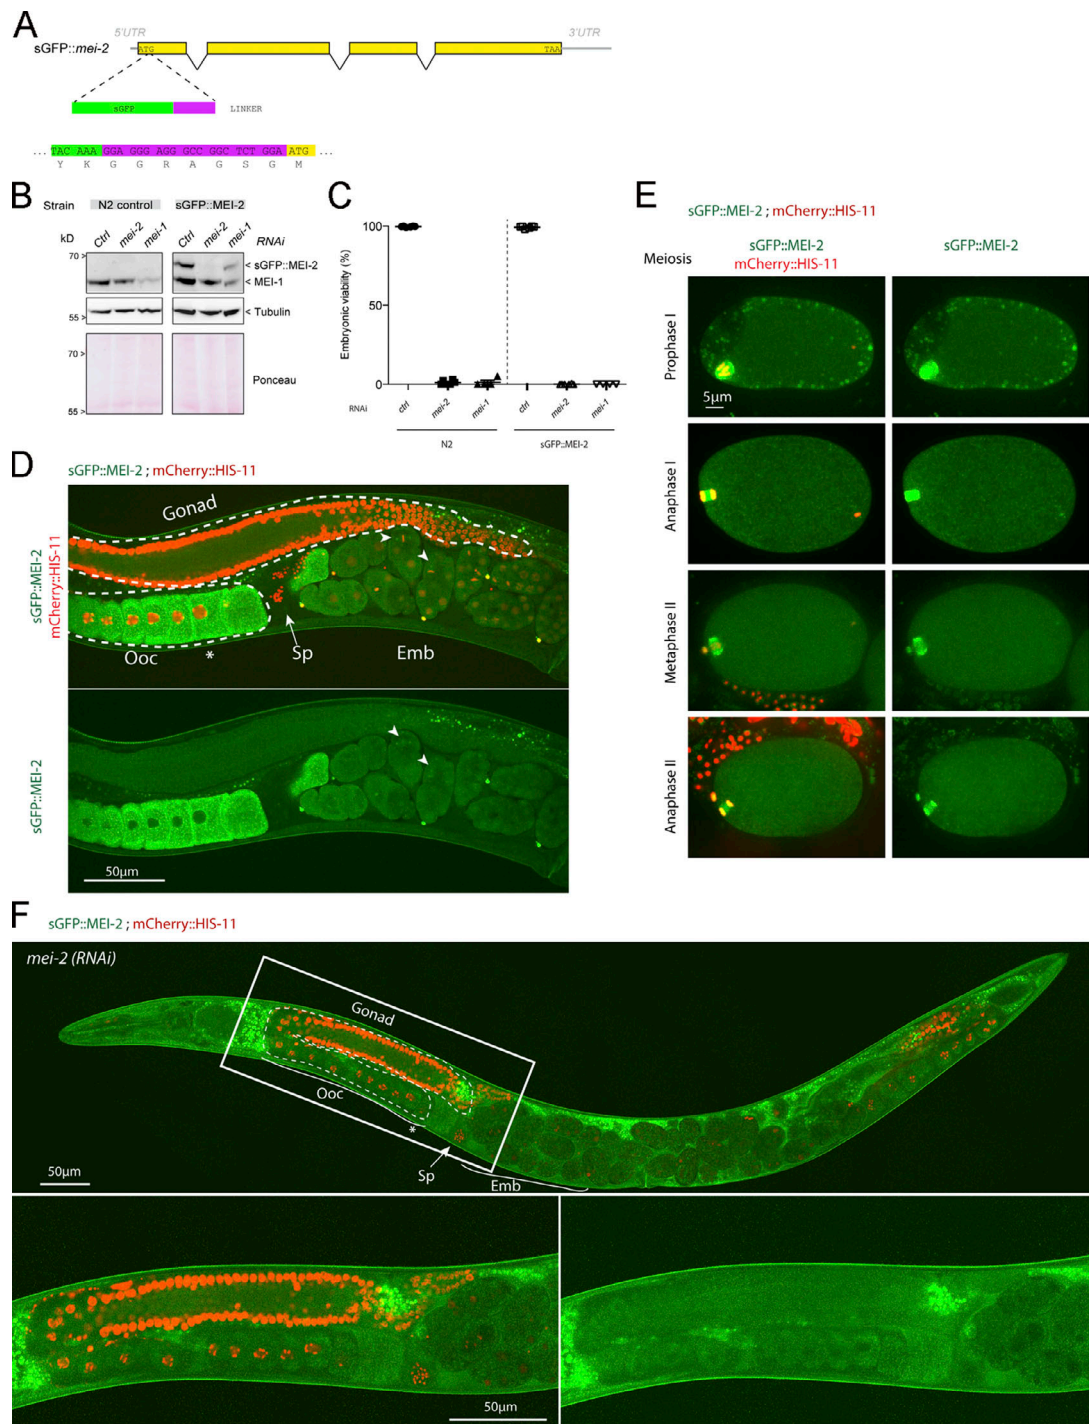 A
5'UTR
3'UTR
sGFP::mei-2
ATG
TAA
sGFP
LINKER
... TAC AAA GGA GGG AGG GCC GGC TCT GGA ATG ...
Y K G G R A G S G M
B
Strain
N2 control
sGFP::MEI-2
kD
Ctrl
mei-2
mei-1
Ctrl
mei-2
mei-1
RNAi
70 >
< sGFP::MEI-2
< MEI-1
55 >
< Tubulin
70 >
Ponceau
55 >
C
Embryonic viability (%)
100
50
0
RNAi
ctrl
mei-2
mei-1
ctrl
mei-2
mei-1
N2
sGFP::MEI-2
D
sGFP::MEI-2 ; mCherry::HIS-11
sGFP::MEI-2
mCherry::HIS-11
Gonad
Ooc
*
Sp
Emb
sGFP::MEI-2
50µm
E
sGFP::MEI-2 ; mCherry::HIS-11
sGFP::MEI-2
mCherry::HIS-11
sGFP::MEI-2
Meiosis
Prophase I
5µm
Anaphase I
Metaphase II
Anaphase II
F
sGFP::MEI-2 ; mCherry::HIS-11
mei-2 (RNAi)
Gonad
Ooc
*
Sp
Emb
50µm
50µm